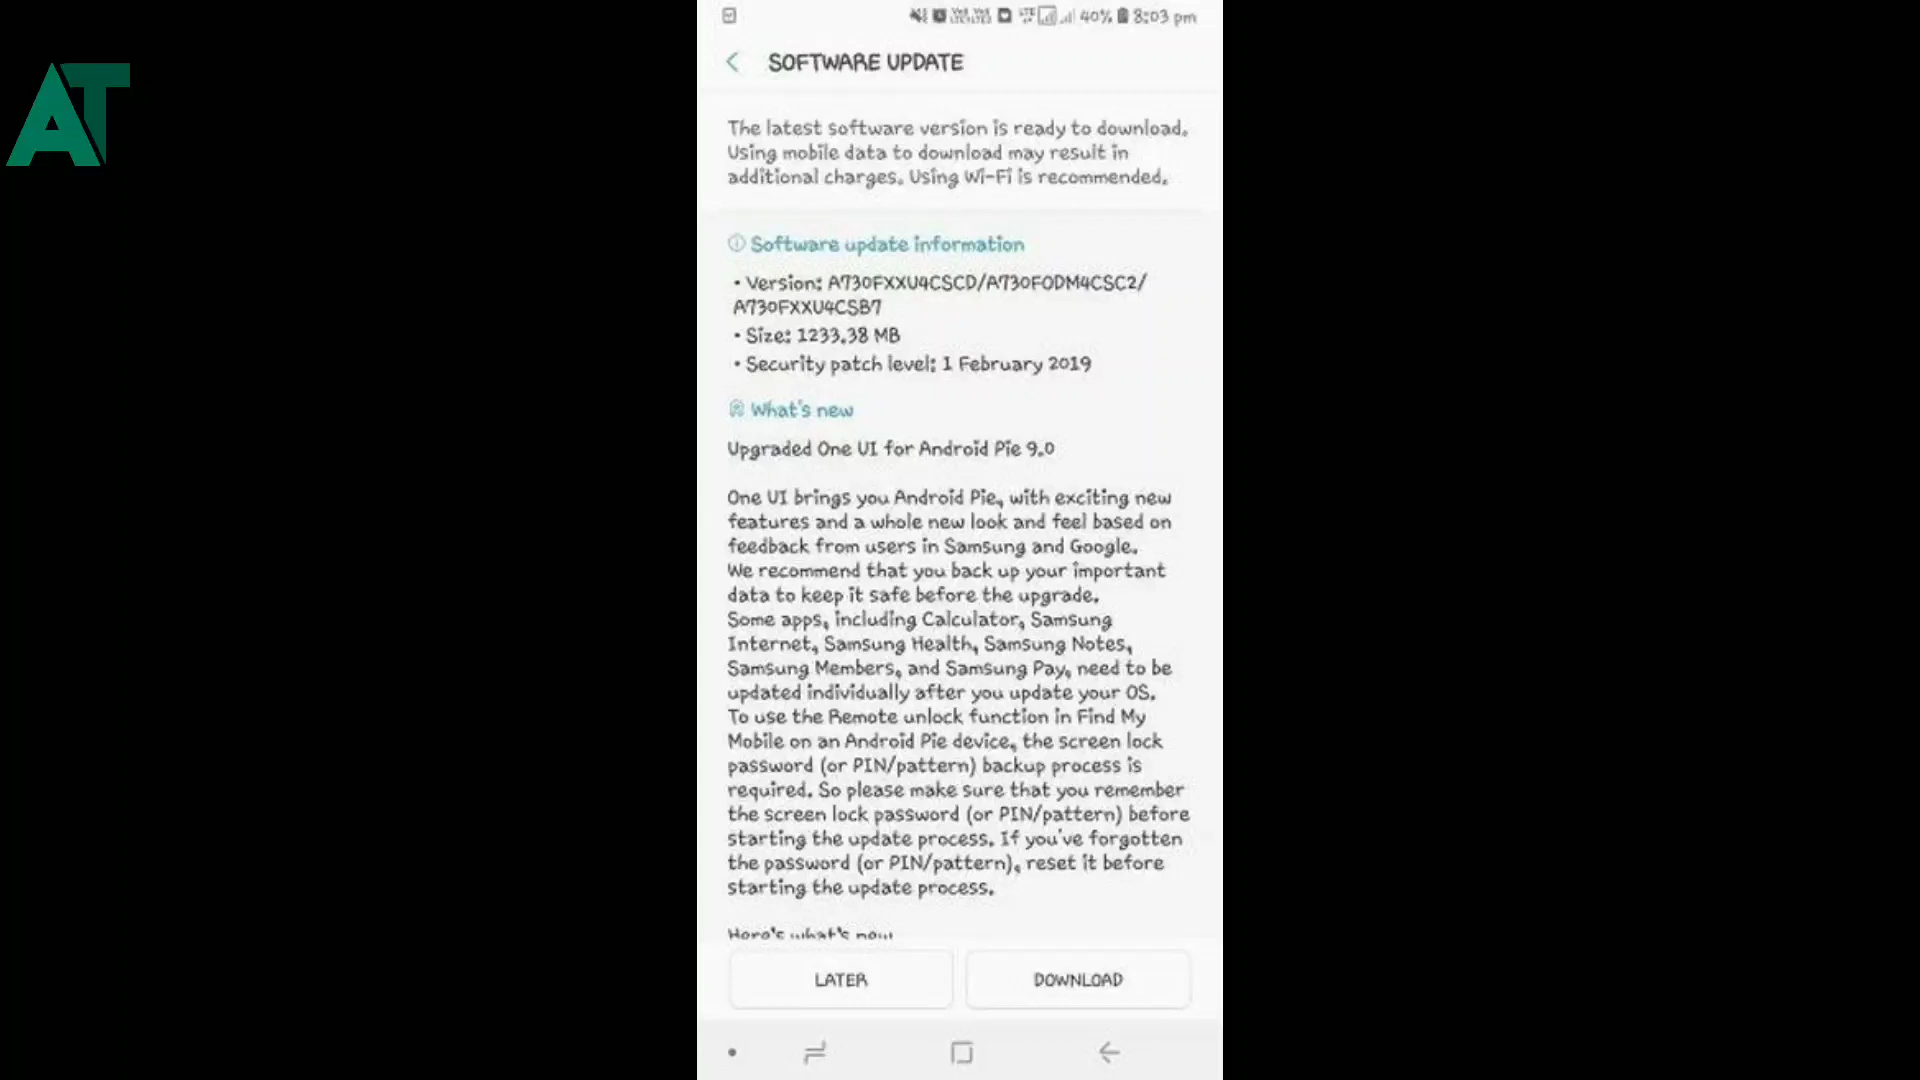 40% 8:03 pm
AT
SOFTWARE UPDATE
The latest software version is ready to download.
Using mobile data to download may result in
additional charges. Using Wi-Fi is recommended.
Software update information
• Version: A730FXXU4CSCD/A730FODM4CSC2/
A730FXXU4CSB7
• Size: 1233.38 MB
• Security patch level: 1 February 2019
What's new
Upgraded One UI for Android Pie 9.0
One UI brings you Android Pie, with exciting new
features and a whole new look and feel based on
feedback from users in Samsung and Google.
We recommend that you back up your important
data to keep it safe before the upgrade.
Some apps, including Calculator, Samsung
Internet, Samsung Health, Samsung Notes,
Samsung Members, and Samsung Pay, need to be
updated individually after you update your OS.
To use the Remote unlock function in Find My
Mobile on an Android Pie device, the screen lock
password (or PIN/pattern) backup process is
required. So please make sure that you remember
the screen lock password (or PIN/pattern) before
starting the update process. If you've forgotten
the password (or PIN/pattern), reset it before
starting the update process.
Here's what's new
LATER
DOWNLOAD